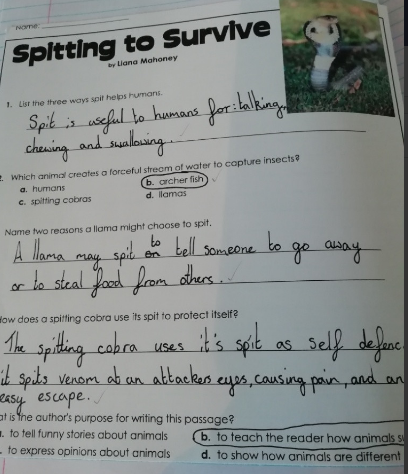 Name:
Spitting to Survive
by Liana Mahoney
1. List the three ways spit helps humans.
Spit is useful to humans for: talking,
chewing and swallowing.
2. Which animal creates a forceful stream of water to capture insects?
a. humans b. archer fish
c. spitting cobras d. llamas
Name two reasons a llama might choose to spit.
A llama may spit to tell someone to go away
or to steal food from others.
How does a spitting cobra use its spit to protect itself?
The spitting cobra uses it's spit as self defenc
it spits venom at an attackers eyes, causing pain, and an
easy escape.
at is the author's purpose for writing this passage?
a. to tell funny stories about animals b. to teach the reader how animals s
to express opinions about animals d. to show how animals are different